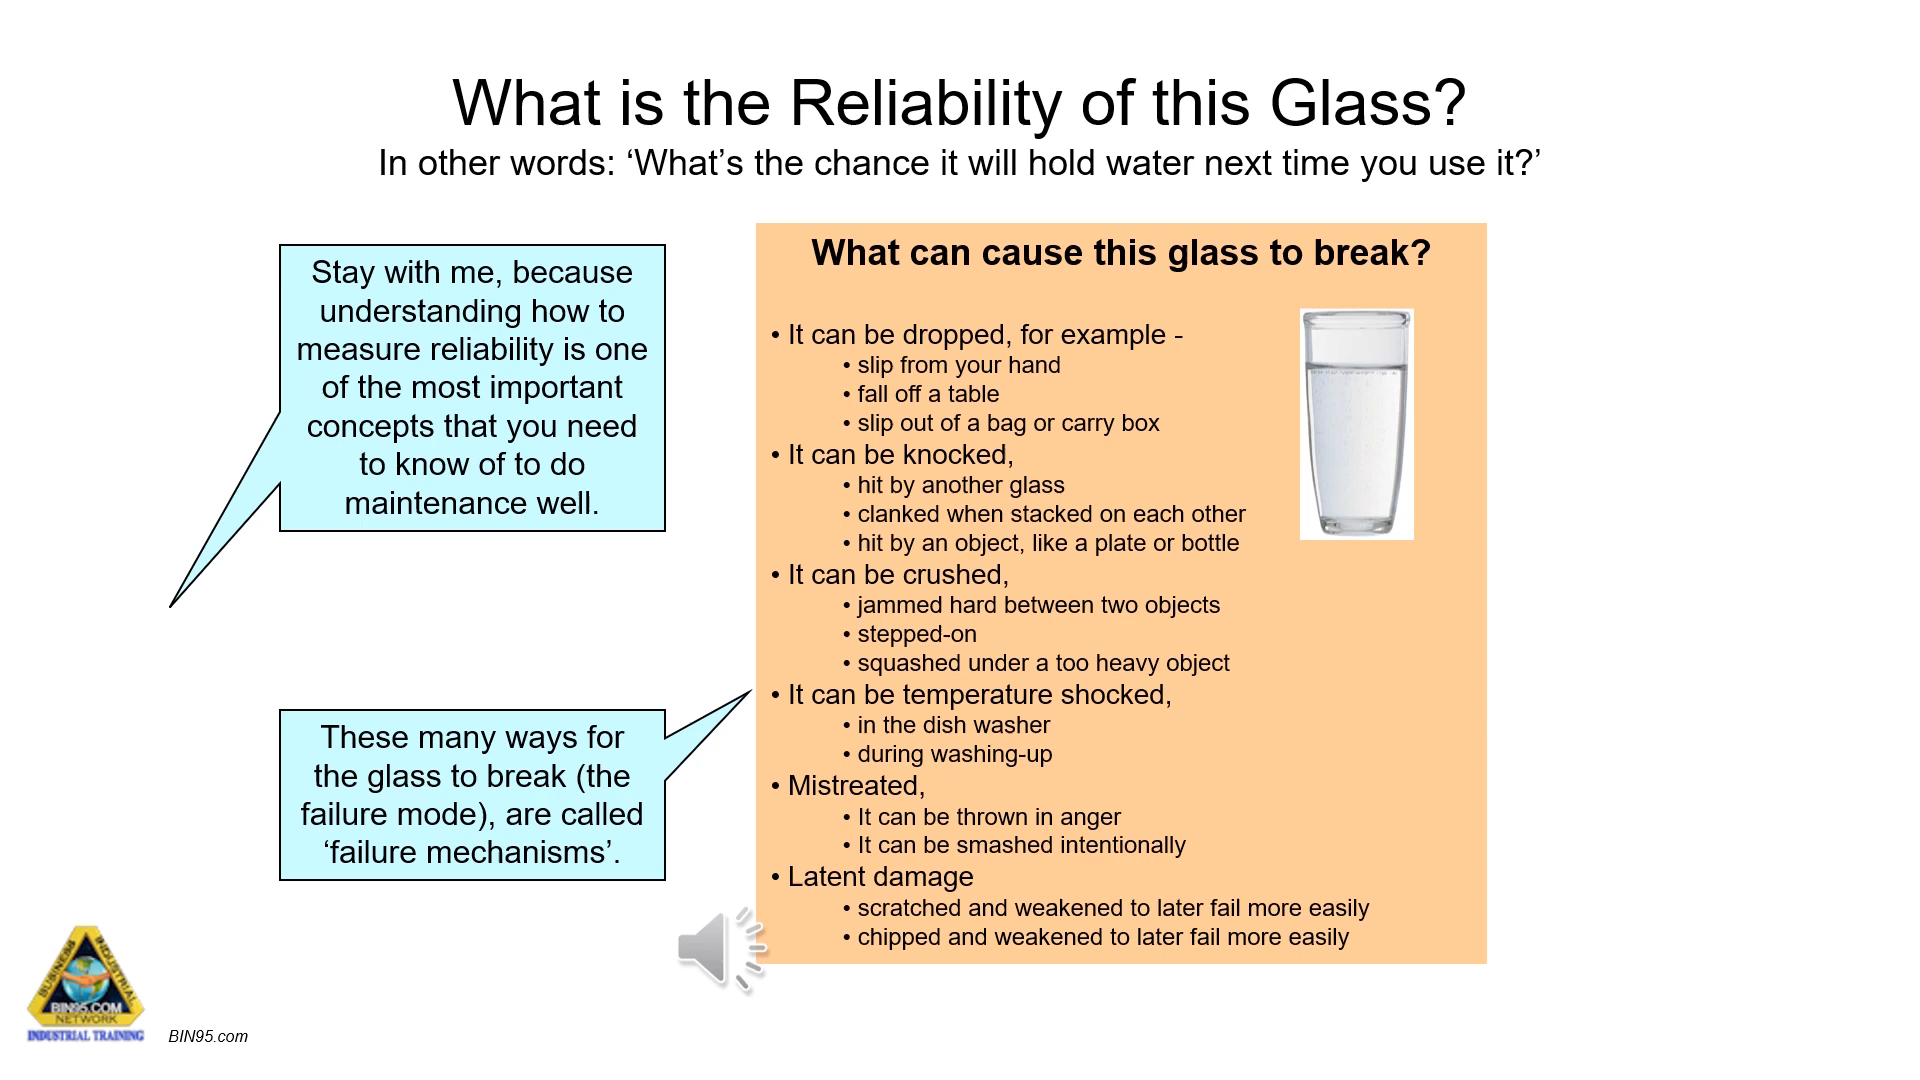 What is the Reliability of this Glass?
In other words: ‘What’s the chance it will hold water next time you use it?’
Stay with me, because
understanding how to
measure reliability is one
of the most important
concepts that you need
to know of to do
maintenance well.
These many ways for
the glass to break (the
failure mode), are called
‘failure mechanisms’.
What can cause this glass to break?
• It can be dropped, for example -
• slip from your hand
• fall off a table
• slip out of a bag or carry box
• It can be knocked,
• hit by another glass
• clanked when stacked on each other
• hit by an object, like a plate or bottle
• It can be crushed,
• jammed hard between two objects
• stepped-on
• squashed under a too heavy object
• It can be temperature shocked,
• in the dish washer
• during washing-up
• Mistreated,
• It can be thrown in anger
• It can be smashed intentionally
• Latent damage
• scratched and weakened to later fail more easily
• chipped and weakened to later fail more easily
BUSINESS
INDUSTRIAL
BIN95.COM
NETWORK
INDUSTRIAL TRAINING
BIN95.com